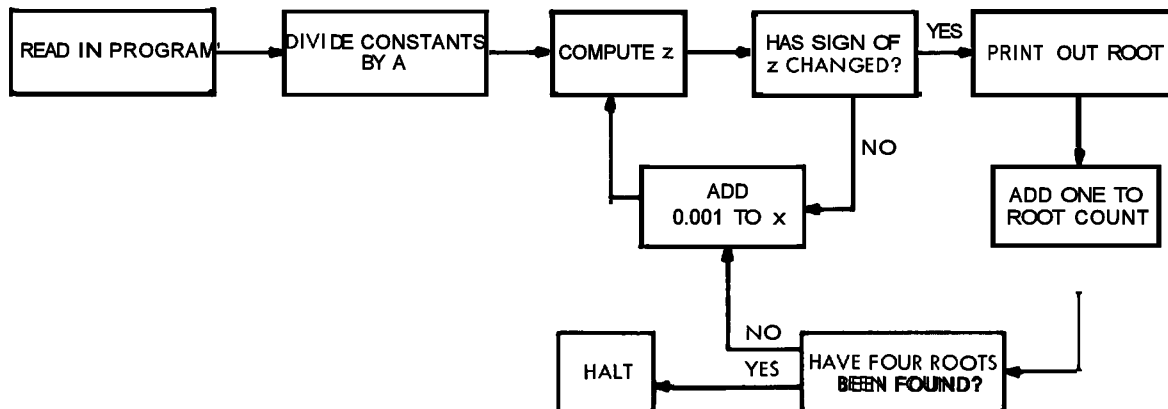 READ IN PROGRAM
DIVIDE CONSTANTS
BY A
COMPUTE z
HAS SIGN OF
z CHANGED?
YES
PRINT OUT ROOT
NO
ADD
0.001 TO x
ADD ONE TO
ROOT COUNT
NO
YES
HALT
HAVE FOUR ROOTS
BEEN FOUND?